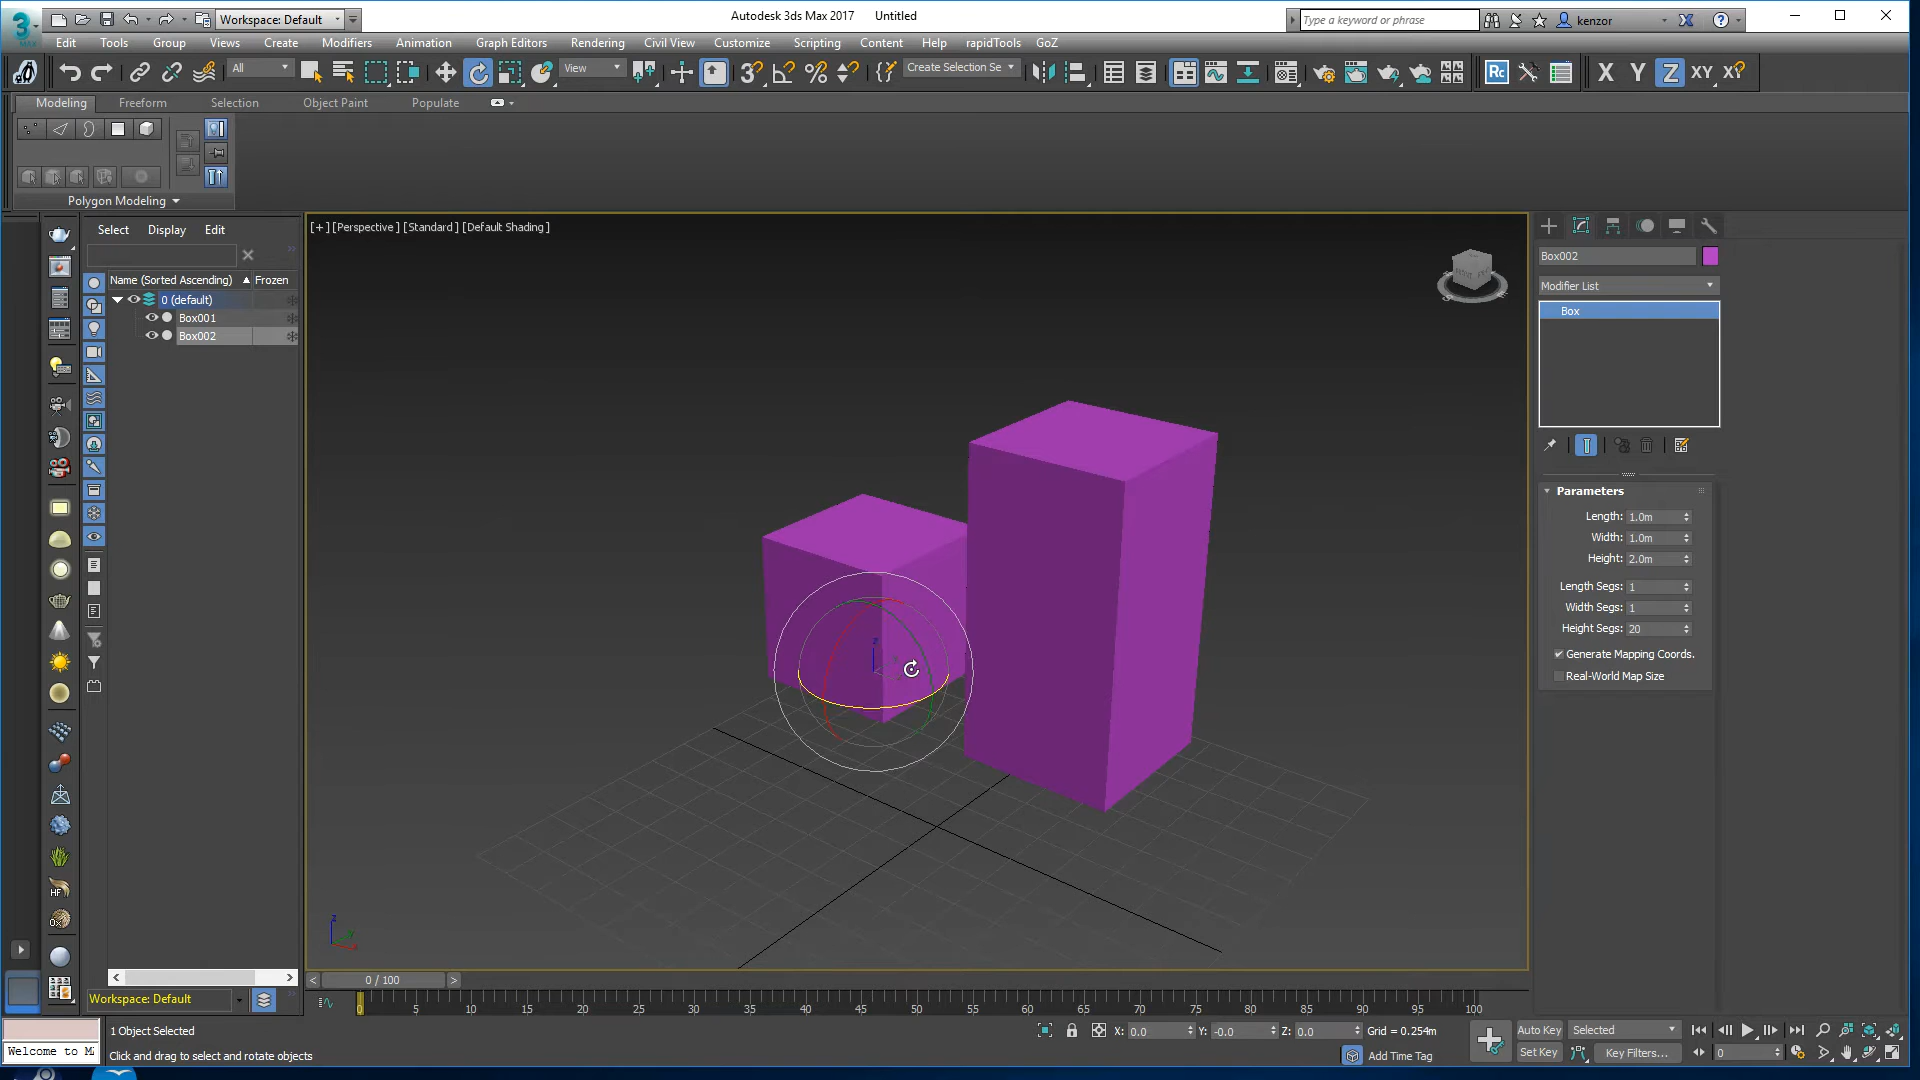 Workspace: Default
Autodesk 3ds Max 2017 Untitled
Type a keyword or phrase
kenzor
MAX
Edit Tools Group Views Create Modifiers Animation Graph Editors Rendering Civil View Customize Scripting Content Help rapidTools GoZ
All
View
Create Selection Se
Rc
X Y Z XY
Modeling Freeform Selection Object Paint Populate
Polygon Modeling
Select Display Edit
Name (Sorted Ascending) Frozen
0 (default)
Box001
Box002
[+] [Perspective] [Standard] [Default Shading]
Box002
Modifier List
Box
Parameters
Length: 1.0m
Width: 1.0m
Height: 2.0m
Length Segs: 1
Width Segs: 1
Height Segs: 20
Generate Mapping Coords.
Real-World Map Size
z
HF
OX
z
0 / 100
Workspace: Default
0 5 10 15 20 25 30 35 40 45 50 55 60 65 70 75 80 85 90 95 100
1 Object Selected
X: 0.0 Y: -0.0 Z: 0.0 Grid = 0.254m
Auto Key Selected
Welcome to M
Click and drag to select and rotate objects
Add Time Tag
Set Key Key Filters... 0